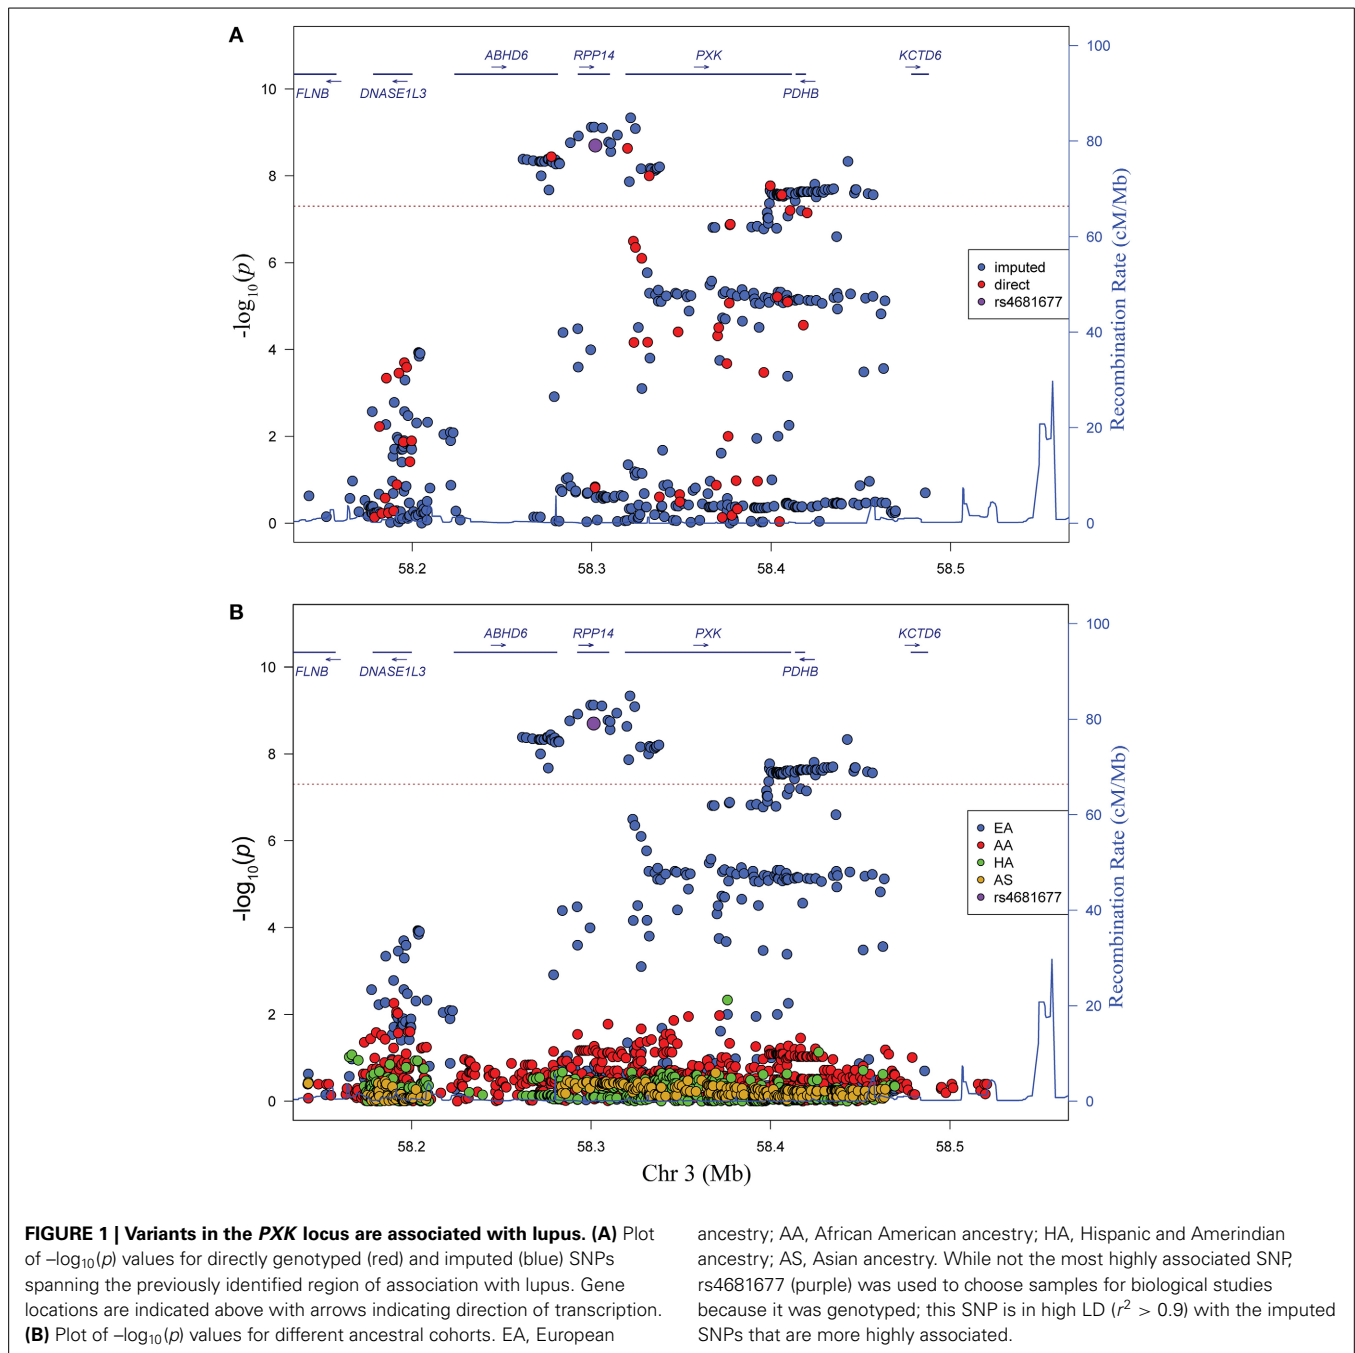 A
ABHD6 RPP14 PXK KCTD6
FLNB DNASE1L3 PDHB
10
8
6
4
2
0
-log10(p)
100
80
60
40
20
0
Recombination Rate (cM/Mb)
imputed
direct
rs4681677
58.2 58.3 58.4 58.5
B
ABHD6 RPP14 PXK KCTD6
FLNB DNASE1L3 PDHB
10
8
6
4
2
0
-log10(p)
100
80
60
40
20
0
Recombination Rate (cM/Mb)
EA
AA
HA
AS
rs4681677
58.2 58.3 58.4 58.5
Chr 3 (Mb)
FIGURE 1 | Variants in the PXK locus are associated with lupus. (A) Plot
of –log10(p) values for directly genotyped (red) and imputed (blue) SNPs
spanning the previously identified region of association with lupus. Gene
locations are indicated above with arrows indicating direction of transcription.
(B) Plot of –log10(p) values for different ancestral cohorts. EA, European
ancestry; AA, African American ancestry; HA, Hispanic and Amerindian
ancestry; AS, Asian ancestry. While not the most highly associated SNP,
rs4681677 (purple) was used to choose samples for biological studies
because it was genotyped; this SNP is in high LD (r² > 0.9) with the imputed
SNPs that are more highly associated.